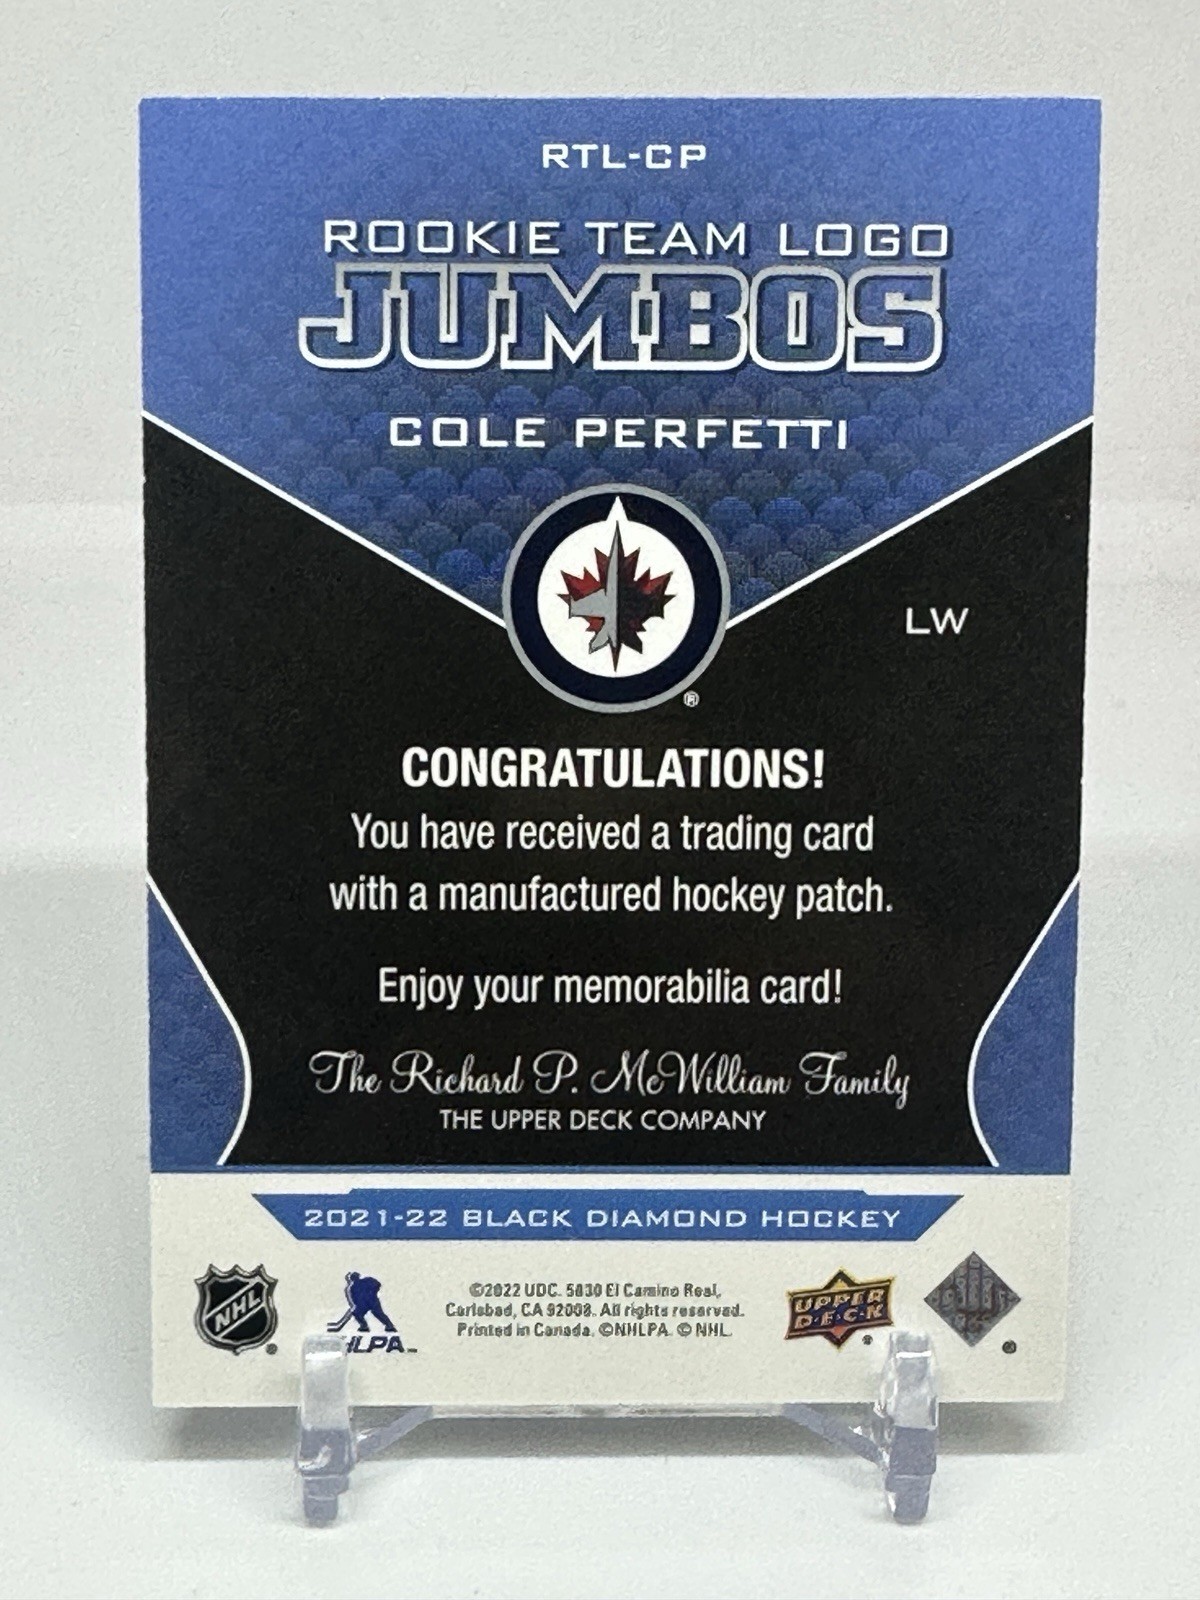 RTL-CP
ROOKIE TEAM LOGO
JUMBOS
COLE PERFETTI
®
LW
CONGRATULATIONS!
You have received a trading card
with a manufactured hockey patch.
Enjoy your memorabilia card!
The Richard P. McWilliam Family
THE UPPER DECK COMPANY
2021-22 BLACK DIAMOND HOCKEY
NHL
HLPA
©2022 UDC. 5830 El Camino Real,
Carlsbad, CA 92008. All rights reserved.
Printed in Canada. ©NHLPA. © NHL.
UPPER
DECK